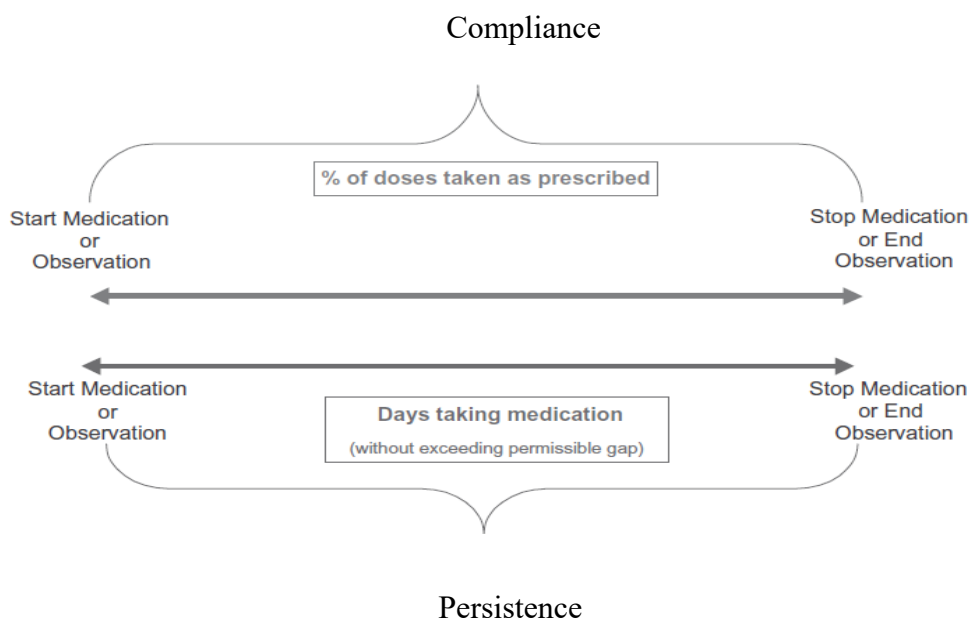 Compliance
% of doses taken as prescribed
Start Medication
or
Observation
Stop Medication
or End
Observation
Start Medication
or
Observation
Days taking medication
(without exceeding permissible gap)
Stop Medication
or End
Observation
Persistence